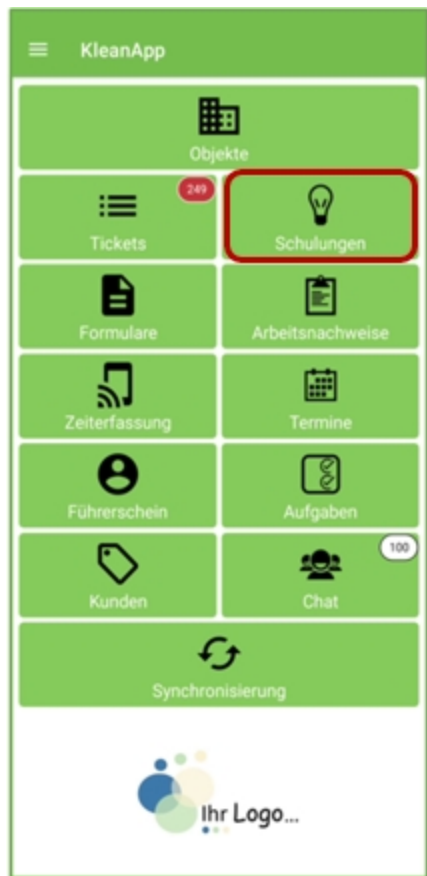 KleanApp
Objekte
249
Tickets
Schulungen
Formulare
Arbeitsnachweise
Zeiterfassung
Termine
Führerschein
Aufgaben
100
Kunden
Chat
Synchronisierung
Ihr Logo...